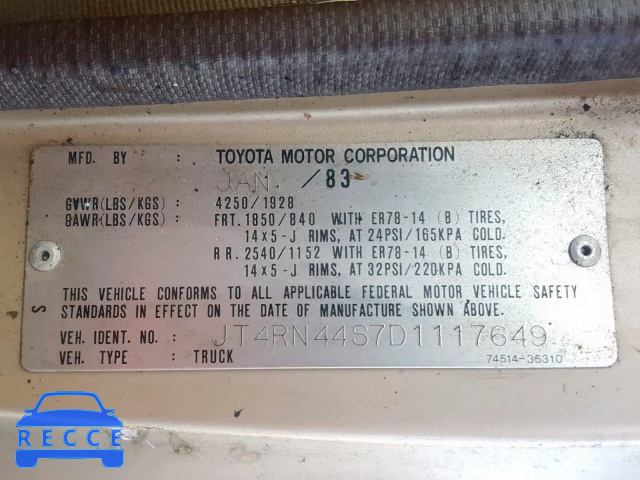 MFD. BY : TOYOTA MOTOR CORPORATION
JAN. /83
GVWR(LBS/KGS) : 4250/1928
GAWR(LBS/KGS) : FRT. 1850/840 WITH ER78-14 (B) TIRES,
14x5-J RIMS, AT 24PSI/165KPA COLD.
RR. 2540/1152 WITH ER78-14 (B) TIRES,
14x5-J RIMS, AT 32PSI/220KPA COLD.
THIS VEHICLE CONFORMS TO ALL APPLICABLE FEDERAL MOTOR VEHICLE SAFETY
S STANDARDS IN EFFECT ON THE DATE OF MANUFACTURE SHOWN ABOVE.
VEH. IDENT. NO. : JT4RN44S7D1117649
VEH. TYPE : TRUCK 74514-35310
RECCE